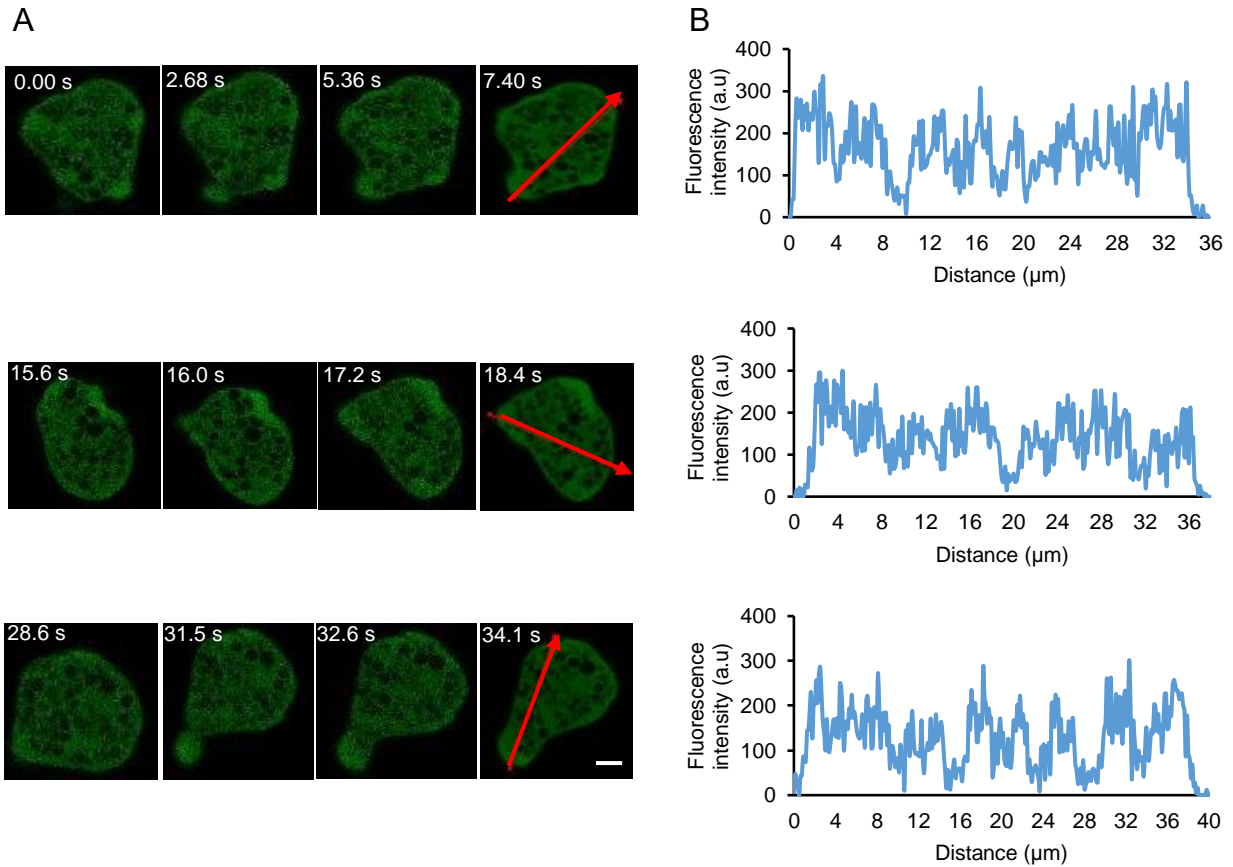 A
B
0.00 s
2.68 s
5.36 s
7.40 s
400
300
200
100
0
Fluorescence
intensity (a.u)
0 4 8 12 16 20 24 28 32 36
Distance (µm)
15.6 s
16.0 s
17.2 s
18.4 s
400
300
200
100
0
Fluorescence
intensity (a.u)
0 4 8 12 16 20 24 28 32 36
Distance (µm)
28.6 s
31.5 s
32.6 s
34.1 s
400
300
200
100
0
Fluorescence
intensity (a.u)
0 4 8 12 16 20 24 28 32 36 40
Distance (µm)